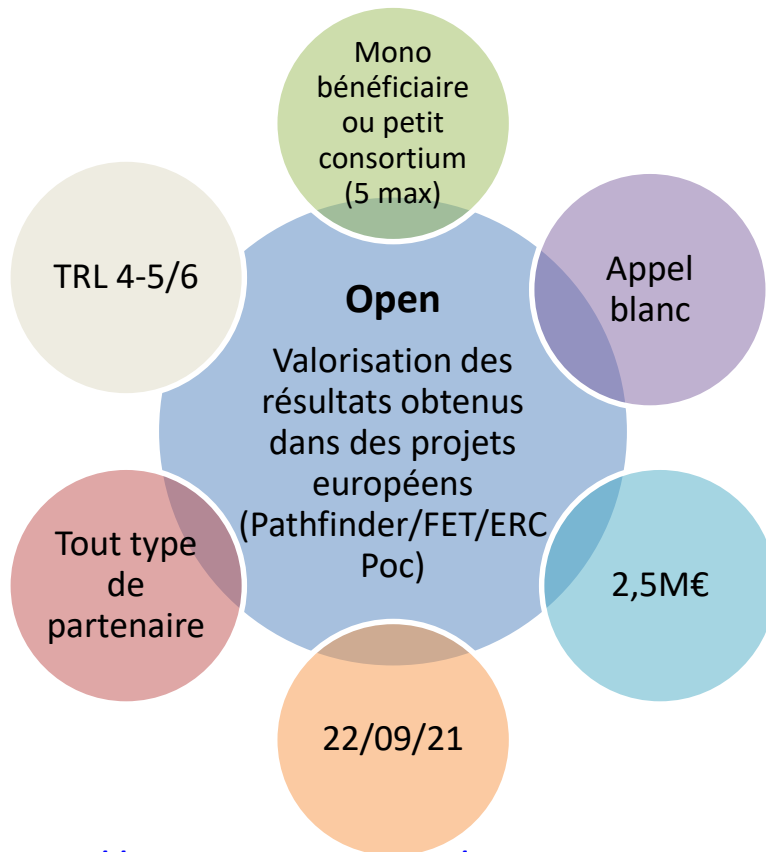 Mono
bénéficiaire
ou petit
consortium
(5 max)
TRL 4-5/6
Appel
blanc
Open
Valorisation des
résultats obtenus
dans des projets
européens
(Pathfinder/FET/ERC
Poc)
Tout type
de
partenaire
2,5M€
22/09/21